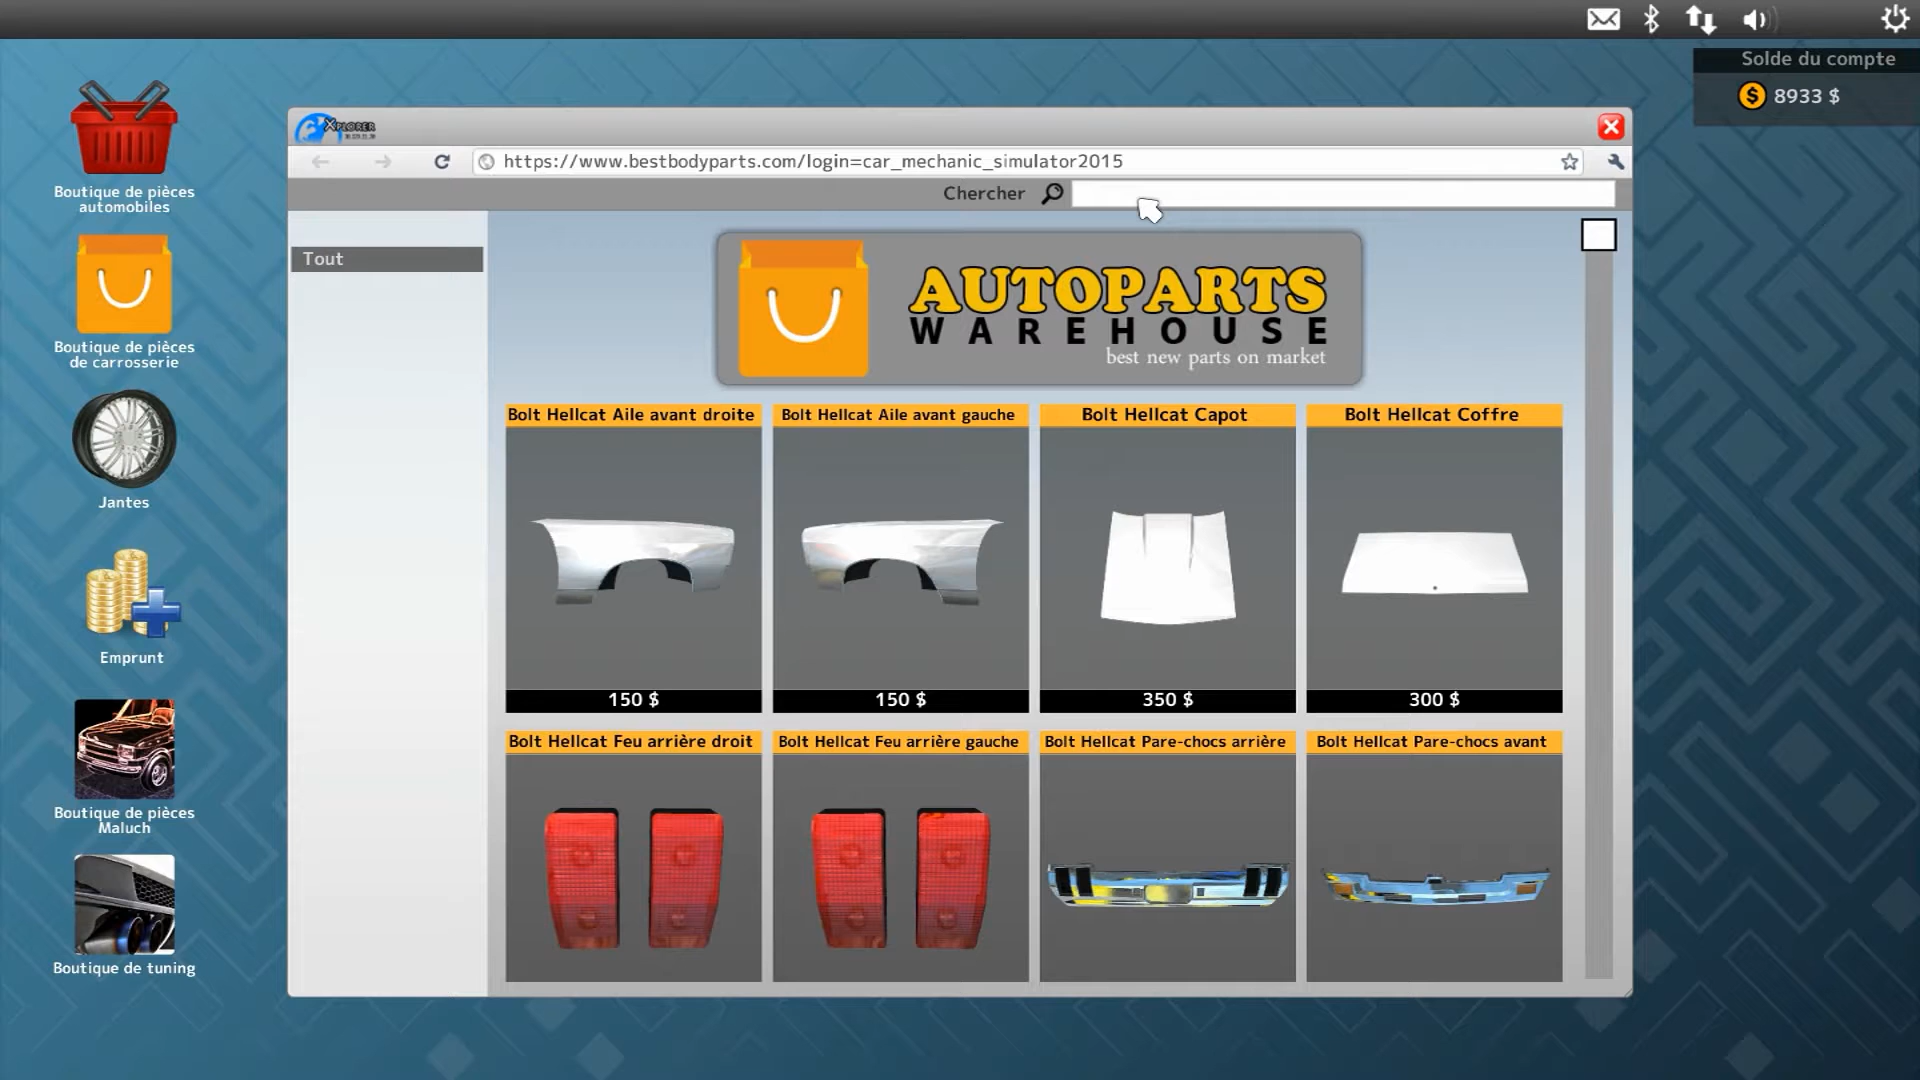 Solde du compte
8933 $
Boutique de pièces
automobiles
Boutique de pièces
de carrosserie
Jantes
Emprunt
Boutique de pièces
Maluch
Boutique de tuning
XPLORER
https://www.bestbodyparts.com/login=car_mechanic_simulator2015
Chercher
Tout
AUTOPARTS
WAREHOUSE
best new parts on market
Bolt Hellcat Aile avant droite
Bolt Hellcat Aile avant gauche
Bolt Hellcat Capot
Bolt Hellcat Coffre
150 $
150 $
350 $
300 $
Bolt Hellcat Feu arrière droit
Bolt Hellcat Feu arrière gauche
Bolt Hellcat Pare-chocs arrière
Bolt Hellcat Pare-chocs avant